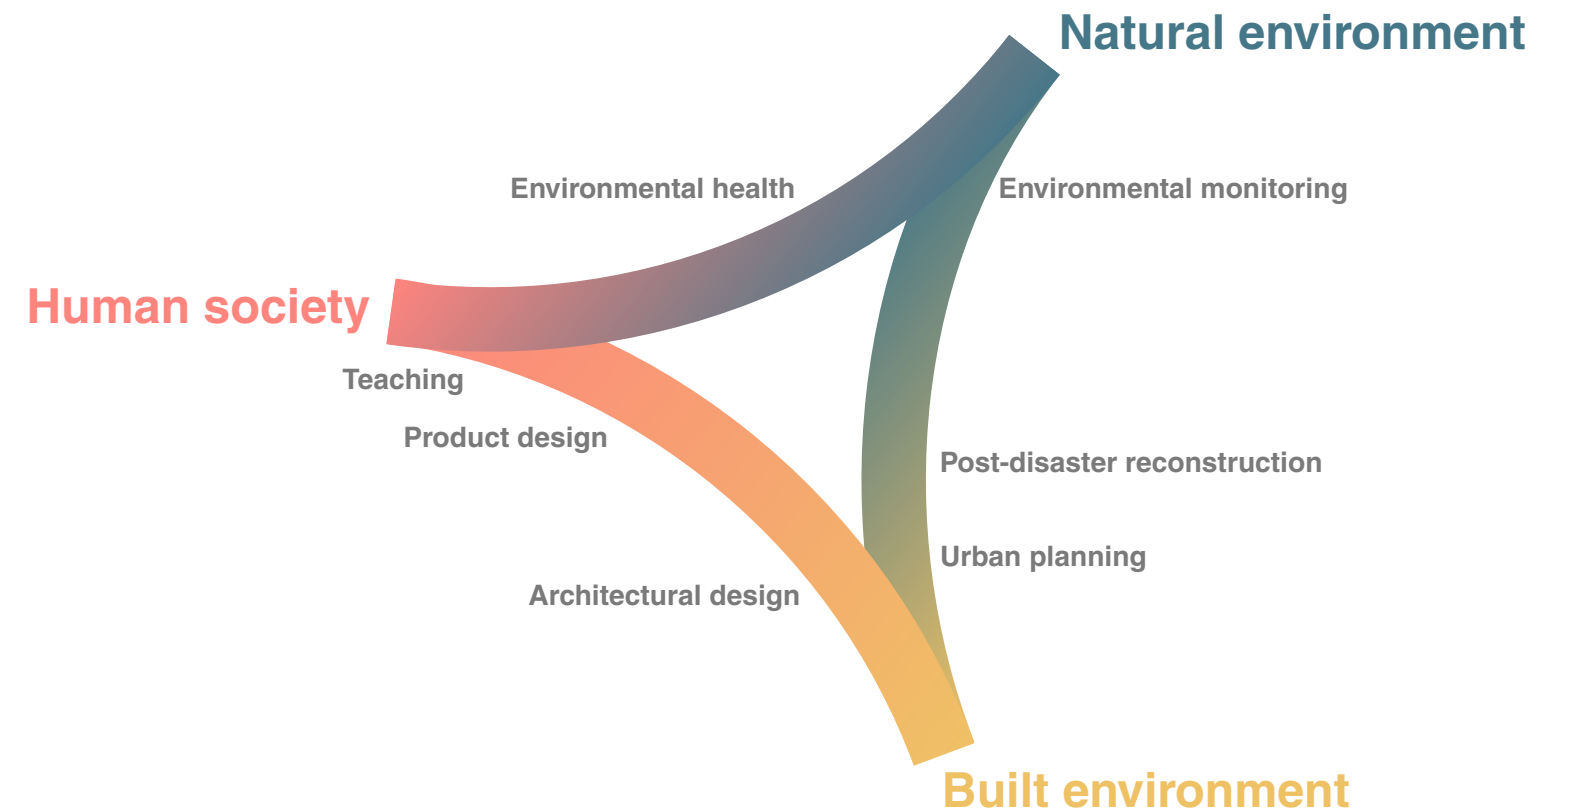 Natural environment
Environmental health
Environmental monitoring
Human society
Teaching
Product design
Post-disaster reconstruction
Urban planning
Architectural design
Built environment